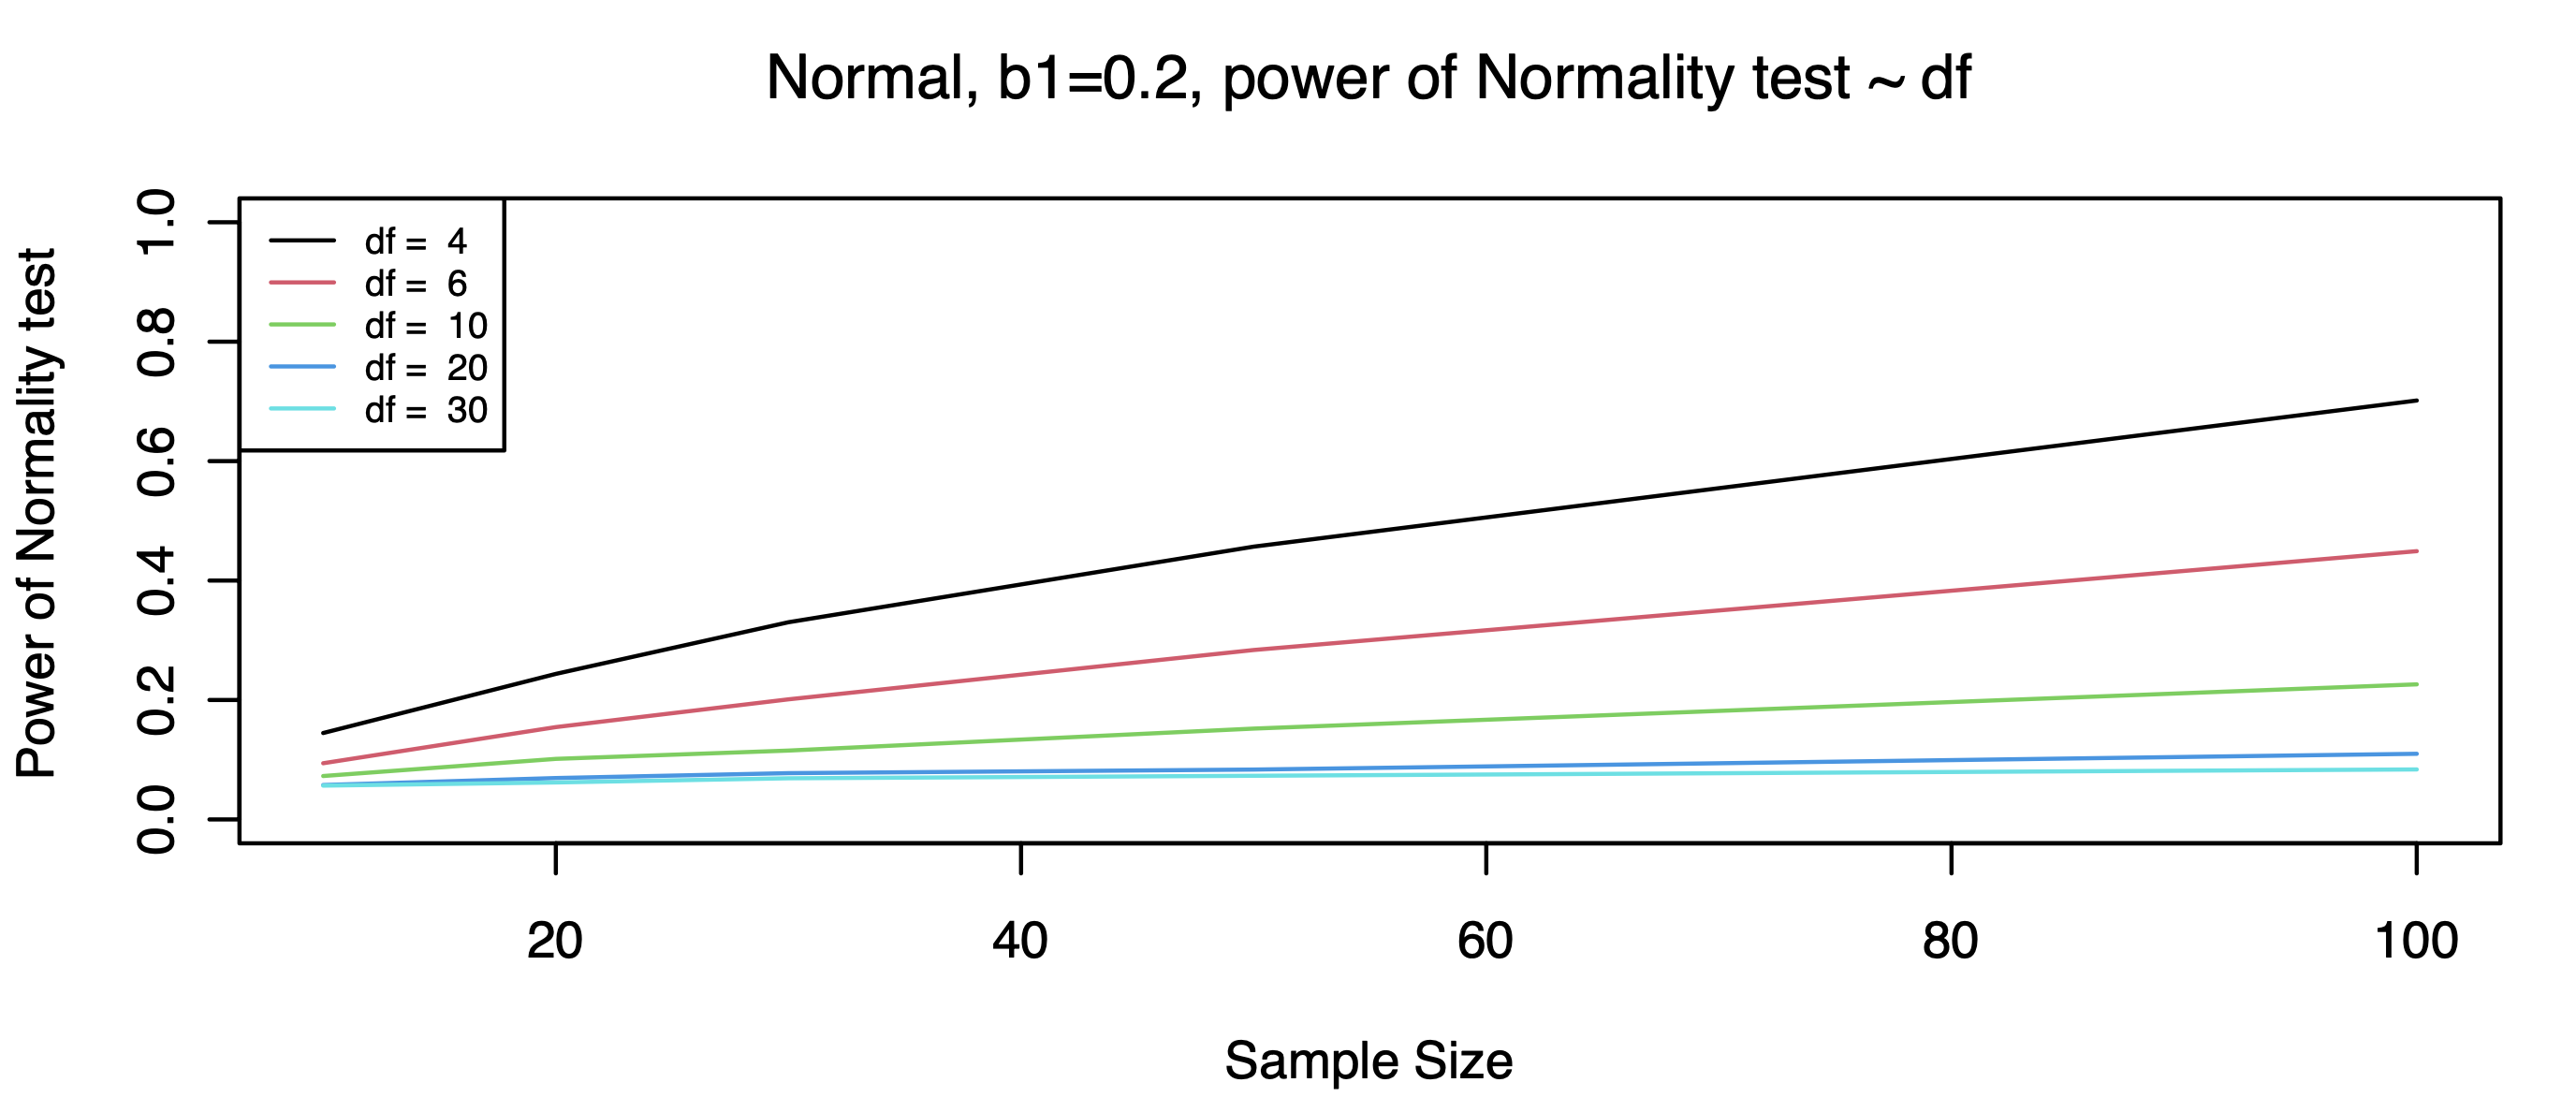 Normal, b1=0.2, power of Normality test ~ df
Power of Normality test
1.0
0.8
0.6
0.4
0.2
0.0
df = 4
df = 6
df = 10
df = 20
df = 30
20 40 60 80 100
Sample Size